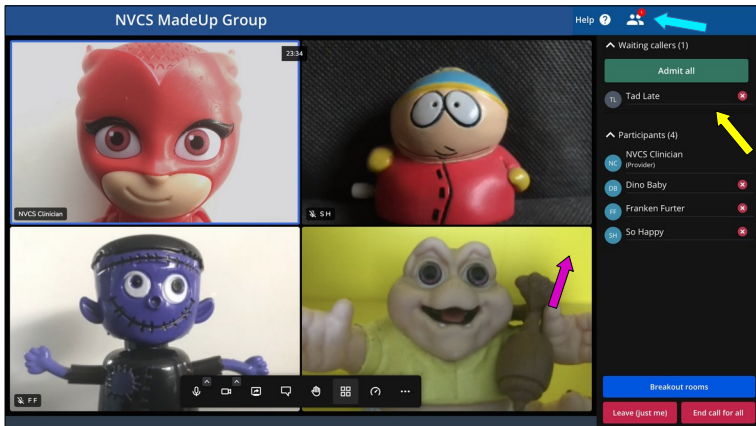 NVCS MadeUp Group
Help ?
1
23:34
NVCS Clinician
S H
F F
Waiting callers (1)
Admit all
TL Tad Late
Participants (4)
NC NVCS Clinician
(Provider)
DB Dino Baby
FF Franken Furter
SH So Happy
Breakout rooms
Leave (just me) End call for all